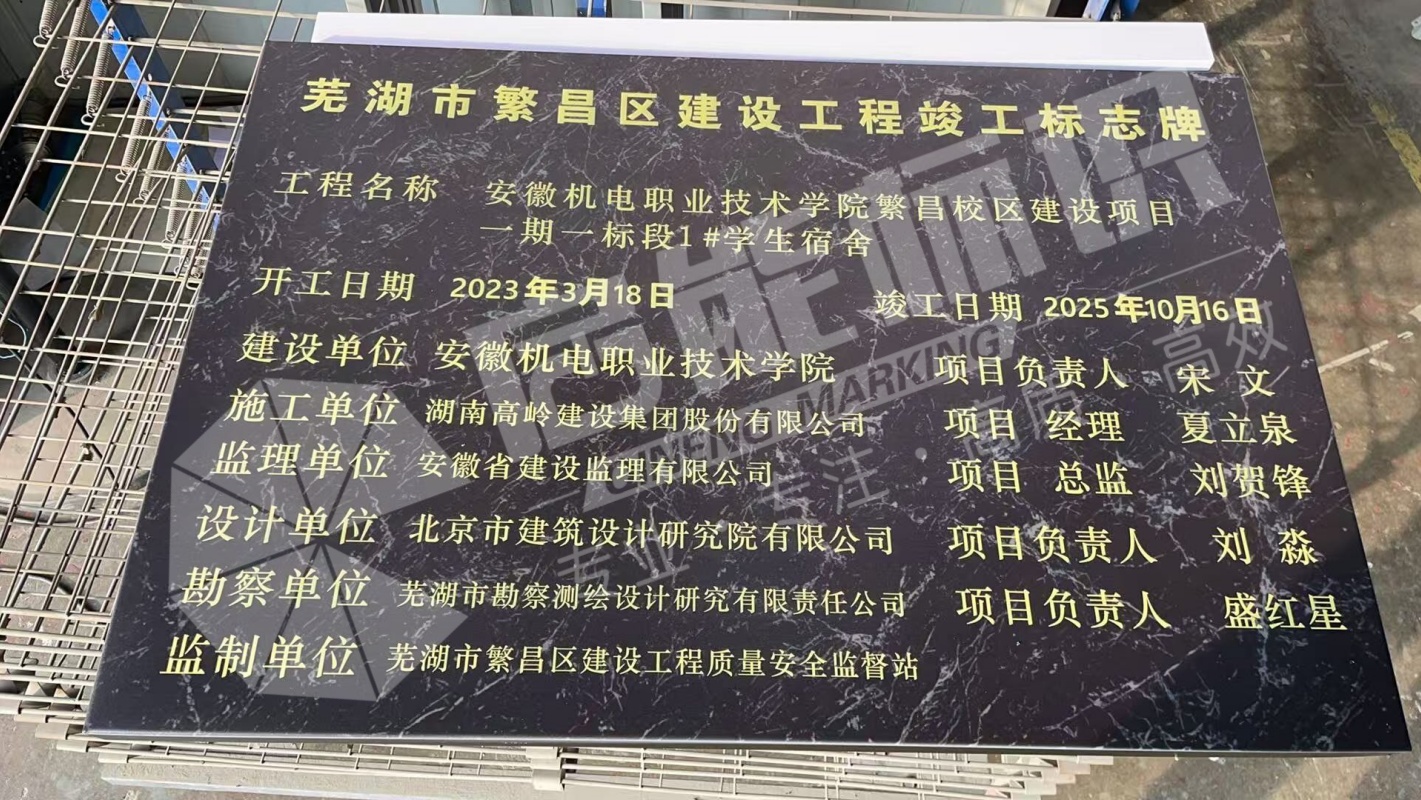 芜湖市繁昌区建设工程竣工标志牌
工程名称 安徽机电职业技术学院繁昌校区建设项目
一期一标段1#学生宿舍
开工日期 2023年3月18日 竣工日期 2025年10月16日
建设单位 安徽机电职业技术学院 项目负责人 宋 文
施工单位 湖南高岭建设集团股份有限公司 项目 经理 夏立泉
监理单位 安徽省建设监理有限公司 项目 总监 刘贺锋
设计单位 北京市建筑设计研究院有限公司 项目负责人 刘 淼
勘察单位 芜湖市勘察测绘设计研究有限责任公司 项目负责人 盛红星
监制单位 芜湖市繁昌区建设工程质量安全监督站
标识
MARKING
专业·专注·高质·高效